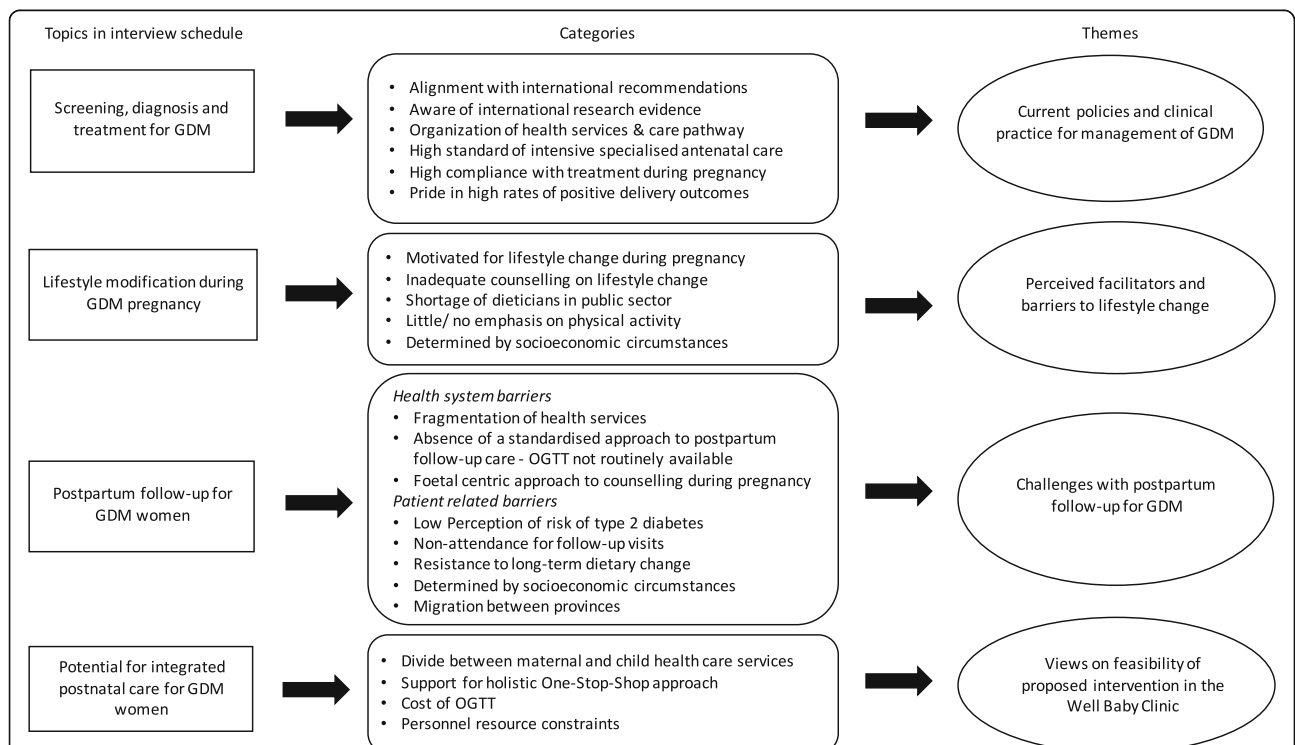 Topics in interview schedule
Categories
Themes
Screening, diagnosis and
treatment for GDM
• Alignment with international recommendations
• Aware of international research evidence
• Organization of health services & care pathway
• High standard of intensive specialised antenatal care
• High compliance with treatment during pregnancy
• Pride in high rates of positive delivery outcomes
Current policies and clinical
practice for management of GDM
Lifestyle modification during
GDM pregnancy
• Motivated for lifestyle change during pregnancy
• Inadequate counselling on lifestyle change
• Shortage of dieticians in public sector
• Little/ no emphasis on physical activity
• Determined by socioeconomic circumstances
Perceived facilitators and
barriers to lifestyle change
Postpartum follow-up for
GDM women
Health system barriers
• Fragmentation of health services
• Absence of a standardised approach to postpartum
follow-up care - OGTT not routinely available
• Foetal centric approach to counselling during pregnancy
Patient related barriers
• Low Perception of risk of type 2 diabetes
• Non-attendance for follow-up visits
• Resistance to long-term dietary change
• Determined by socioeconomic circumstances
• Migration between provinces
Challenges with postpartum
follow-up for GDM
Potential for integrated
postnatal care for GDM
women
• Divide between maternal and child health care services
• Support for holistic One-Stop-Shop approach
• Cost of OGTT
• Personnel resource constraints
Views on feasibility of
proposed intervention in the
Well Baby Clinic